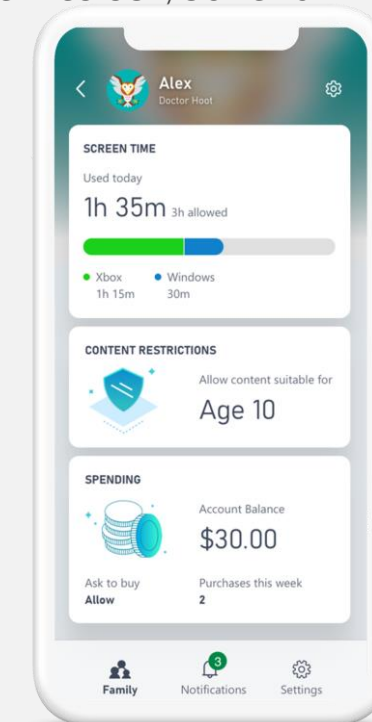 Alex
Doctor Hoot
SCREEN TIME
Used today
1h 35m 3h allowed
Xbox Windows
1h 15m 30m
CONTENT RESTRICTIONS
Allow content suitable for
Age 10
SPENDING
Account Balance
$30.00
Ask to buy Purchases this week
Allow 2
3
Family Notifications Settings